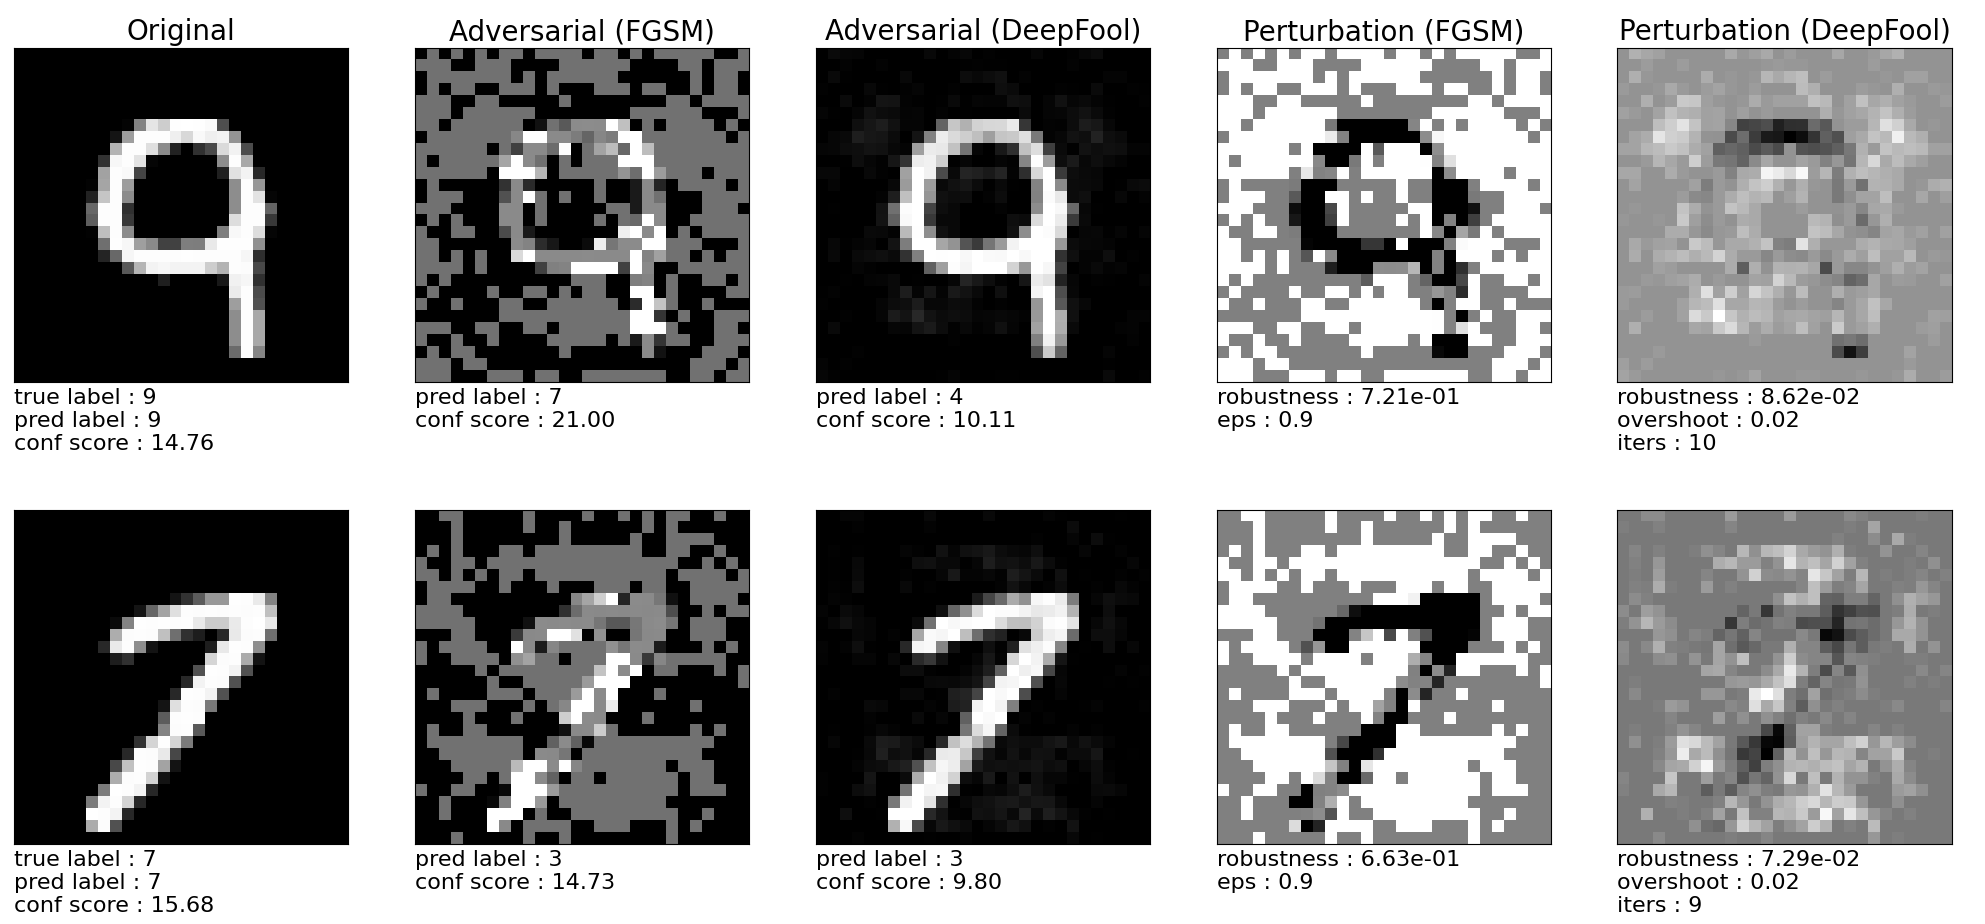 Original
Adversarial (FGSM)
Adversarial (DeepFool)
Perturbation (FGSM)
Perturbation (DeepFool)
9
true label : 9
pred label : 9
conf score : 14.76
pred label : 7
conf score : 21.00
pred label : 4
conf score : 10.11
robustness : 7.21e-01
eps : 0.9
robustness : 8.62e-02
overshoot : 0.02
iters : 10
7
true label : 7
pred label : 7
conf score : 15.68
pred label : 3
conf score : 14.73
pred label : 3
conf score : 9.80
robustness : 6.63e-01
eps : 0.9
robustness : 7.29e-02
overshoot : 0.02
iters : 9